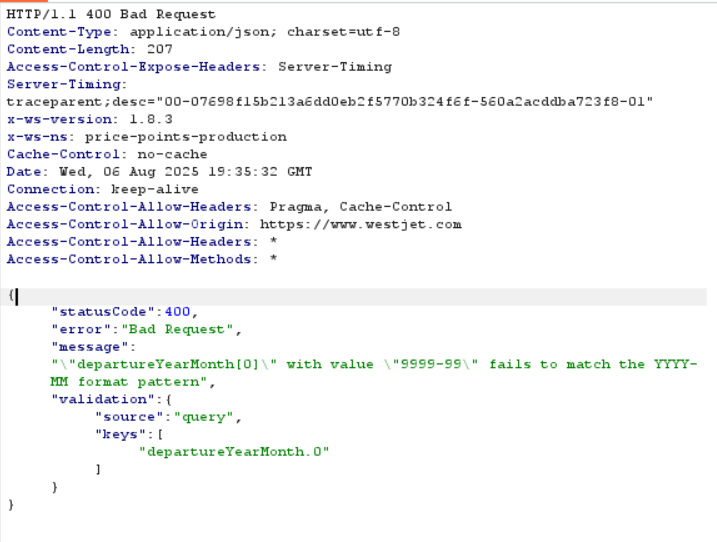 HTTP/1.1 400 Bad Request
Content-Type: application/json; charset=utf-8
Content-Length: 207
Access-Control-Expose-Headers: Server-Timing
Server-Timing:
traceparent;desc="00-07698f15b213a6dd0eb2f5770b324f6f-560a2acddba723f8-01"
x-ws-version: 1.8.3
x-ws-ns: price-points-production
Cache-Control: no-cache
Date: Wed, 06 Aug 2025 19:35:32 GMT
Connection: keep-alive
Access-Control-Allow-Headers: Pragma, Cache-Control
Access-Control-Allow-Origin: https://www.westjet.com
Access-Control-Allow-Headers: *
Access-Control-Allow-Methods: *

{
     "statusCode":400,
     "error":"Bad Request",
     "message":
     "\"departureYearMonth[0]\" with value \"9999-99\" fails to match the YYYY-
     MM format pattern",
     "validation":{
          "source":"query",
          "keys":[
               "departureYearMonth.0"
          ]
     }
}